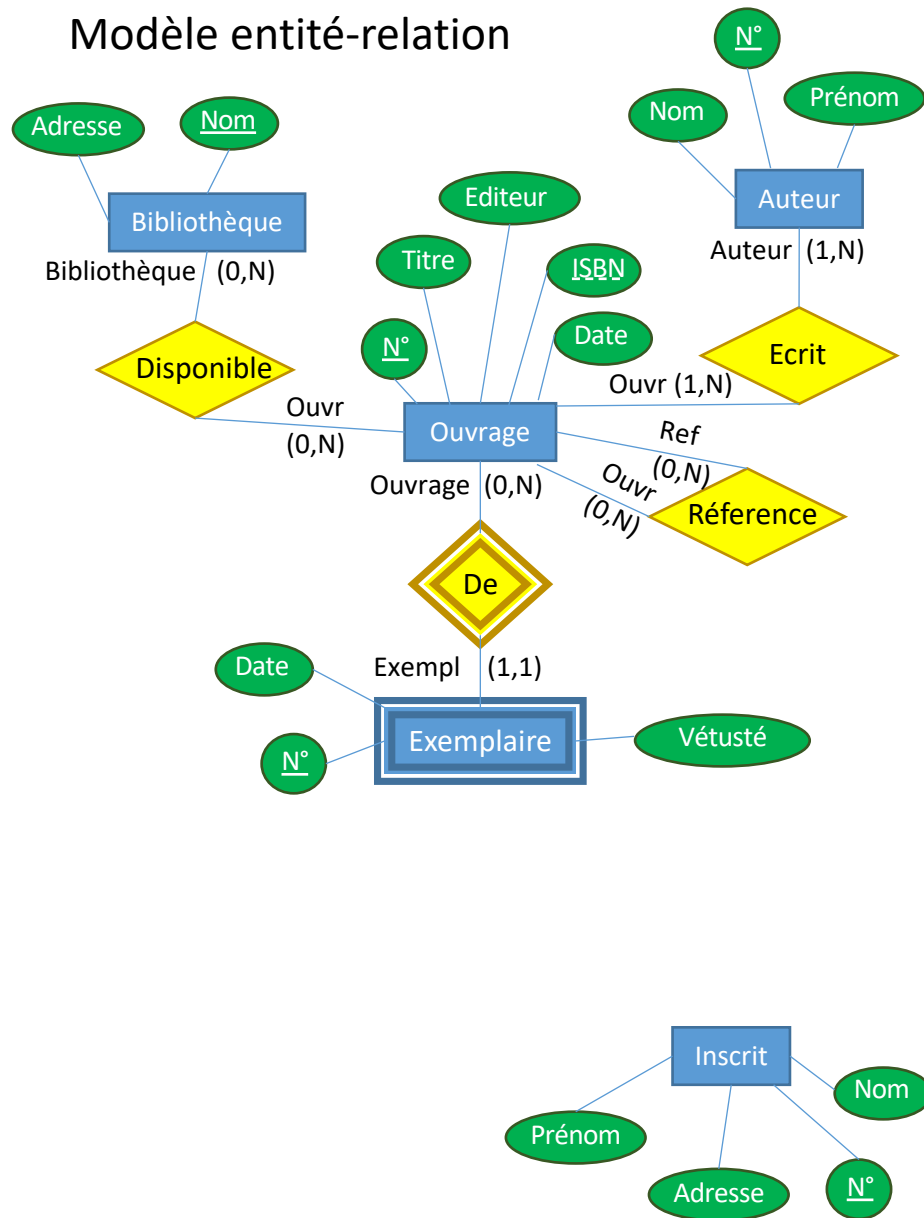 Modèle entité-relation
N°
Nom
Prénom
Adresse
Nom
Auteur
Auteur (1,N)
Bibliothèque
Bibliothèque (0,N)
Editeur
Titre
ISBN
N°
Date
Disponible
Ecrit
Ouvr
(0,N)
Ouvr (1,N)
Ouvrage
Ouvrage (0,N)
Ref
(0,N)
Ouvr
(0,N)
Réference
De
Exempl (1,1)
Date
Exemplaire
N°
Vétusté
Inscrit
Prénom
Adresse
N°
Nom